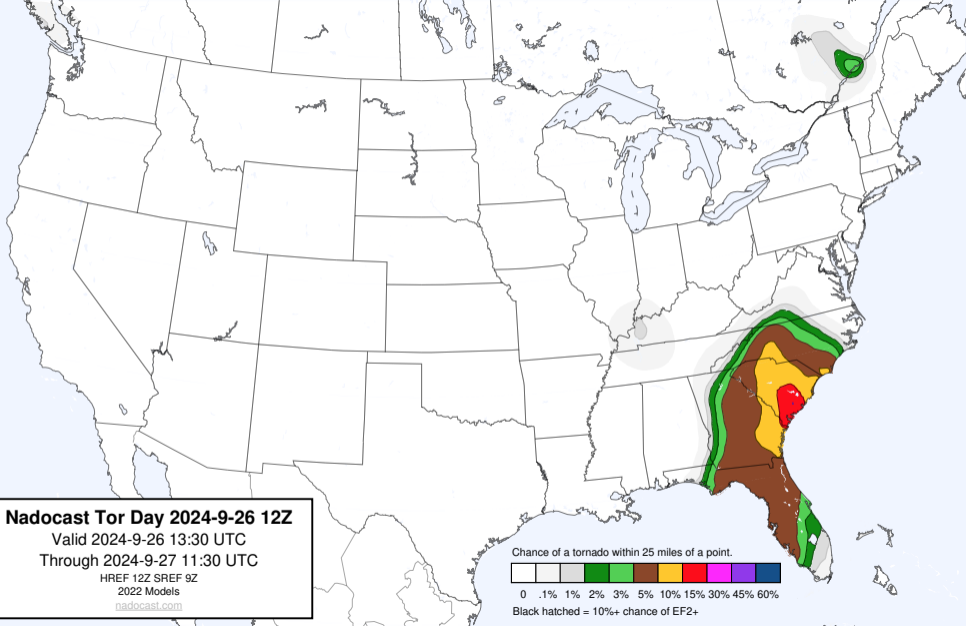 Nadocast Tor Day 2024-9-26 12Z
Valid 2024-9-26 13:30 UTC
Through 2024-9-27 11:30 UTC
HREF 12Z SREF 9Z
2022 Models
nadocast.com
Chance of a tornado within 25 miles of a point.
0 .1% 1% 2% 3% 5% 10% 15% 30% 45% 60%
Black hatched = 10%+ chance of EF2+